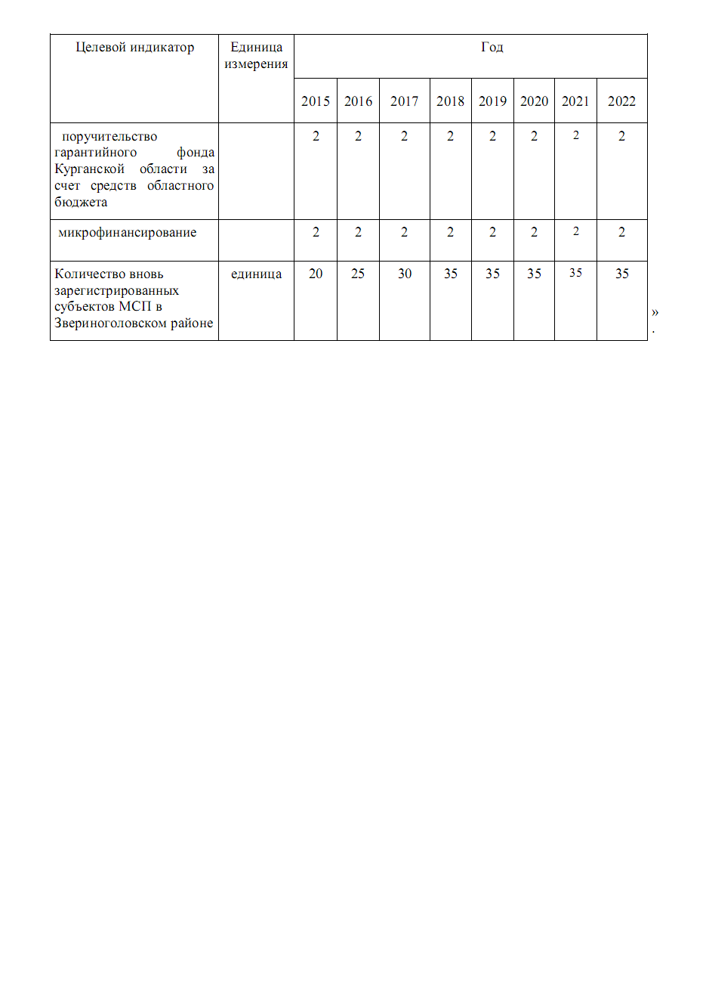 Целевой индикатор Единица Год
измерения
2015 2016 2017 2018 2019 2020 2021 2022
поручительство 2 2 2 2 2 2 2 2
гарантийного фонда
Курганской области за
счет средств областного
бюджета
микрофинансирование 2 2 2 2 2 2 2 2
Количество вновь единица 20 25 30 35 35 35 35 35
зарегистрированных
субъектов МСП в
Звериноголовском районе »
.